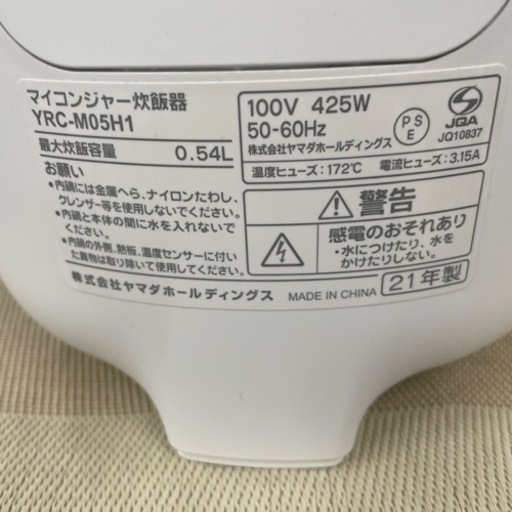 マイコンジャー炊飯器
YRC-M05H1
最大炊飯容量 0.54L
お願い
•内鍋には金属へら、ナイロンたわし、
クレンザー等を使用しないでください。
•内鍋と本体の間に水を入れないで
ください。
•内鍋の外側、熱板、温度センサーに付い
た異物は取り除いて使用してください。
株式会社ヤマダホールディングス
100V 425W
50-60Hz
株式会社ヤマダホールディングス
PS
E
JQA
JQ10837
温度ヒューズ:172℃ 電流ヒューズ:3.15A
警告
感電のおそれあり
・水につけたり、水を
かけたりしない。
MADE IN CHINA 21年製